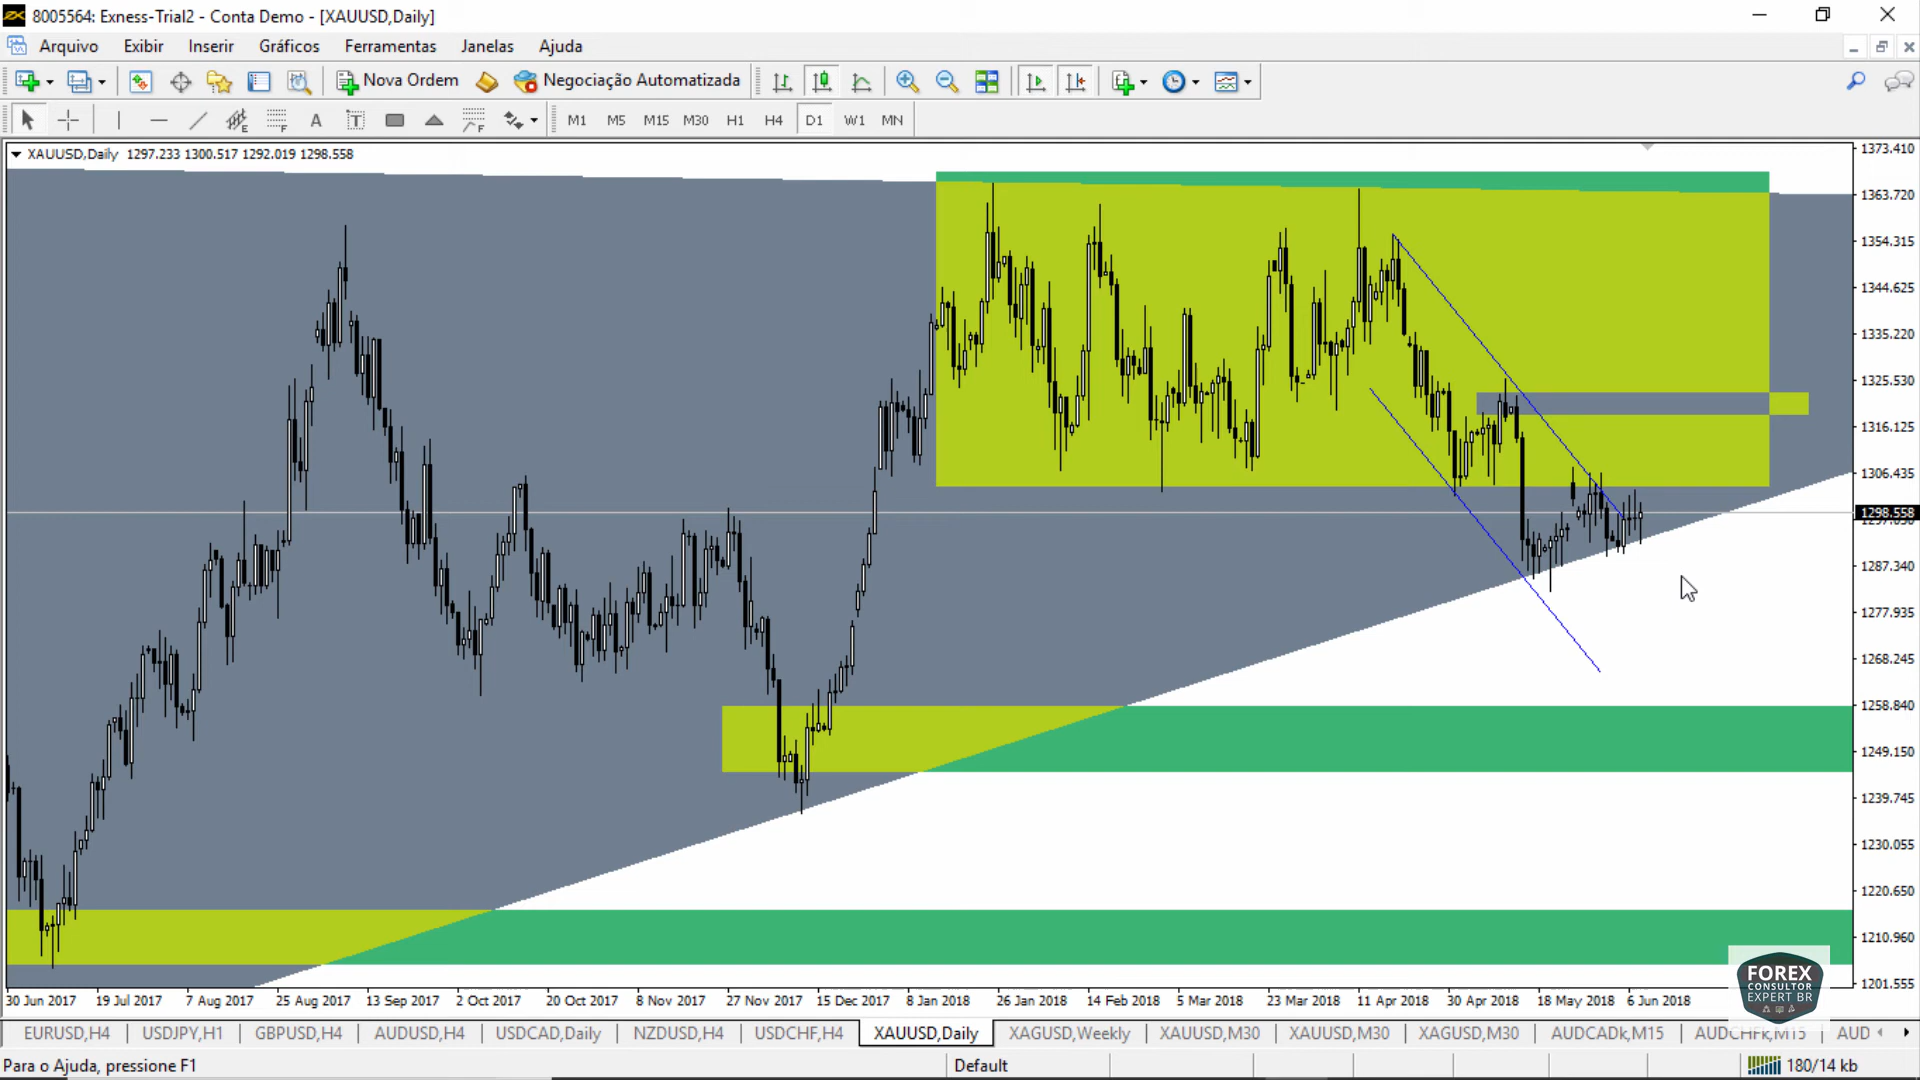 8005564: Exness-Trial2 - Conta Demo - [XAUUSD,Daily]
Arquivo Exibir Inserir Gráficos Ferramentas Janelas Ajuda
Nova Ordem Negociação Automatizada
A T M1 M5 M15 M30 H1 H4 D1 W1 MN
XAUUSD,Daily 1297.233 1300.517 1292.019 1298.558
1373.410
1363.720
1354.315
1344.625
1335.220
1325.530
1316.125
1306.435
1298.558
1287.340
1277.935
1268.245
1258.840
1249.150
1239.745
1230.055
1220.650
1210.960
1201.555
FOREX
CONSULTOR
EXPERT BR
30 Jun 2017 19 Jul 2017 7 Aug 2017 25 Aug 2017 13 Sep 2017 2 Oct 2017 20 Oct 2017 8 Nov 2017 27 Nov 2017 15 Dec 2017 8 Jan 2018 26 Jan 2018 14 Feb 2018 5 Mar 2018 23 Mar 2018 11 Apr 2018 30 Apr 2018 18 May 2018 6 Jun 2018
EURUSD,H4 USDJPY,H1 GBPUSD,H4 AUDUSD,H4 USDCAD,Daily NZDUSD,H4 USDCHF,H4 XAUUSD,Daily XAGUSD,Weekly XAUUSD,M30 XAUUSD,M30 XAGUSD,M30 AUDCADk,M15 AUDCHFk,M15 AUD
Para o Ajuda, pressione F1 Default 180/14 kb